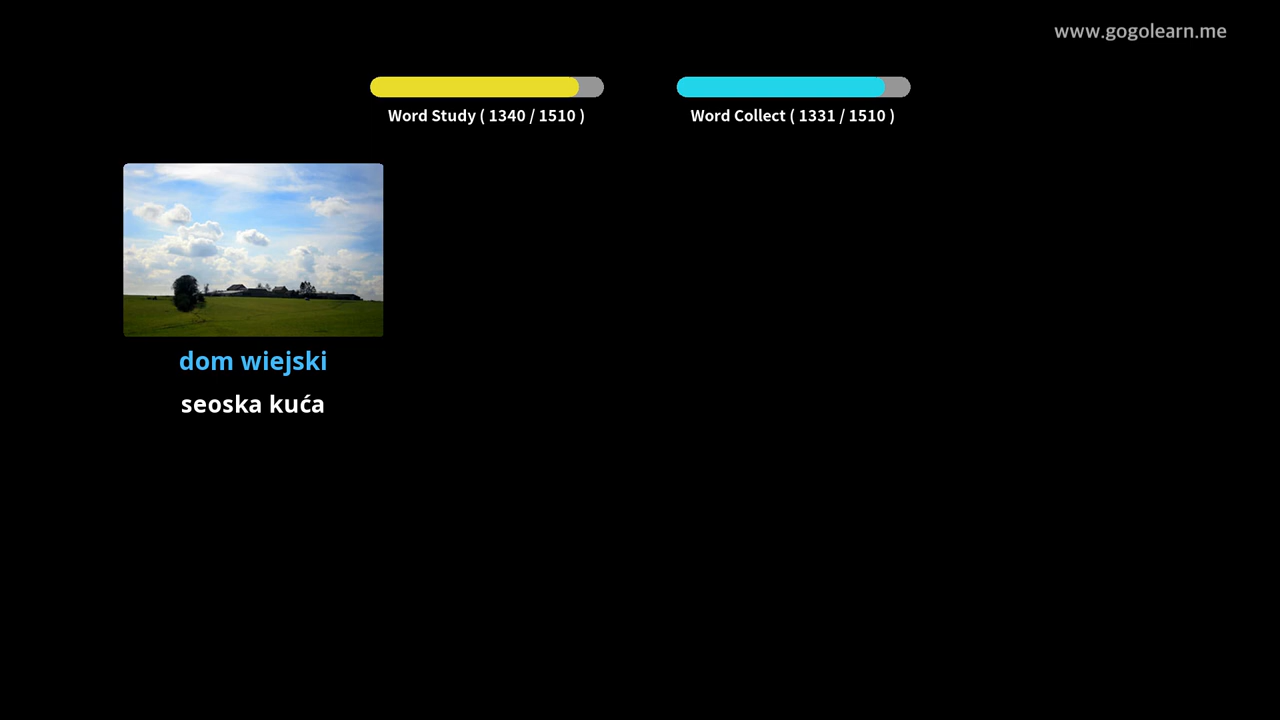 www.gogolearn.me
Word Study ( 1340 / 1510 )
Word Collect ( 1331 / 1510 )
dom wiejski
seoska kuća